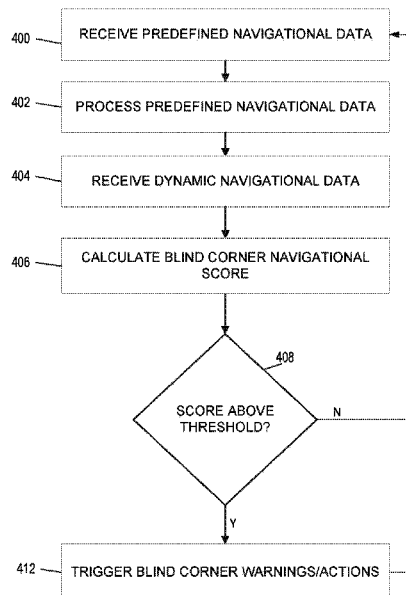 400
RECEIVE PREDEFINED NAVIGATIONAL DATA
402
PROCESS PREDEFINED NAVIGATIONAL DATA
404
RECEIVE DYNAMIC NAVIGATIONAL DATA
406
CALCULATE BLIND CORNER NAVIGATIONAL
SCORE
408
SCORE ABOVE
THRESHOLD?
N
Y
412
TRIGGER BLIND CORNER WARNINGS/ACTIONS